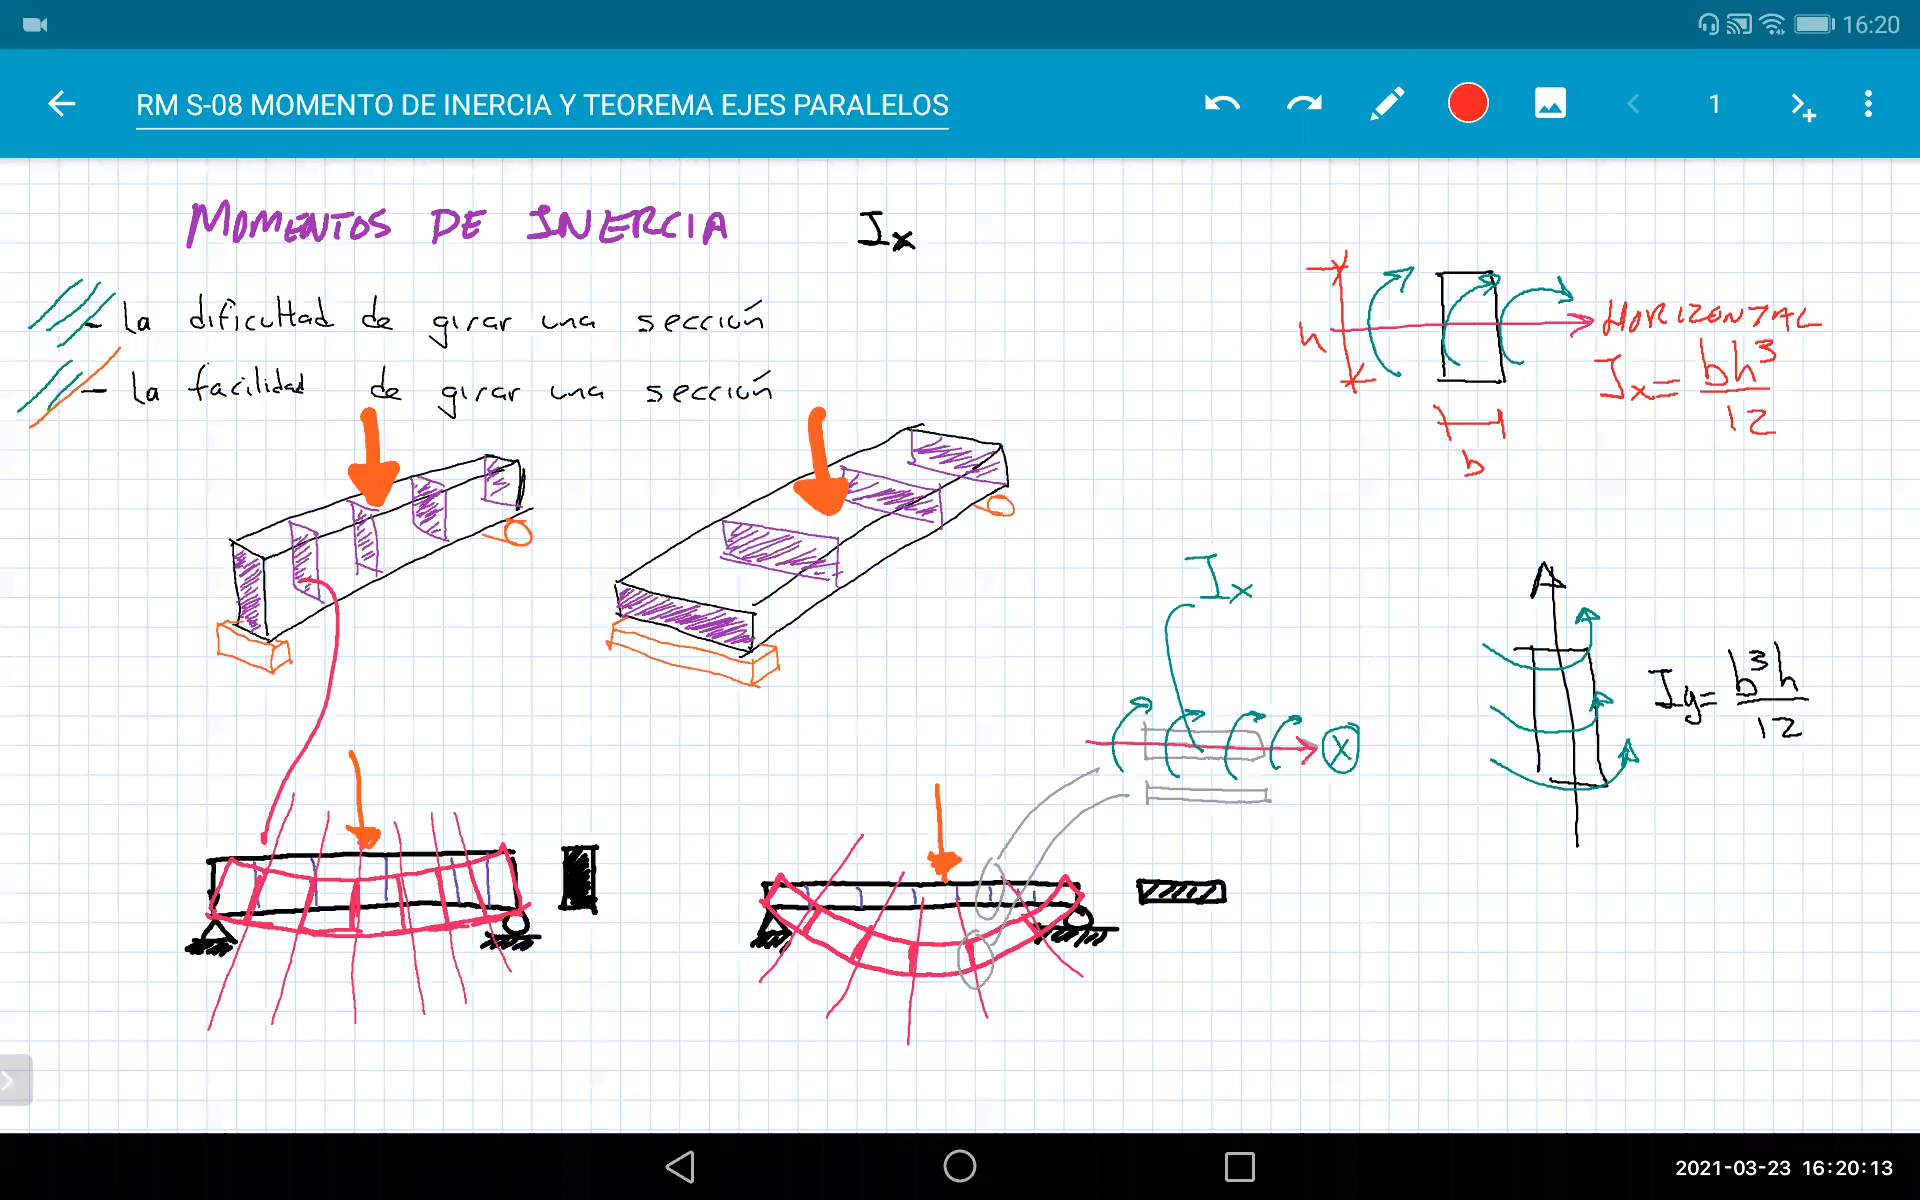 16:20
RM S-08 MOMENTO DE INERCIA Y TEOREMA EJES PARALELOS
1
MOMENTOS DE INERCIA Ix
- La dificultad de girar una sección
- La facilidad de girar una sección
h
HORIZONTAL
Ix = bh³/12
b
Ix
X
Iy = b³h/12
2021-03-23 16:20:13